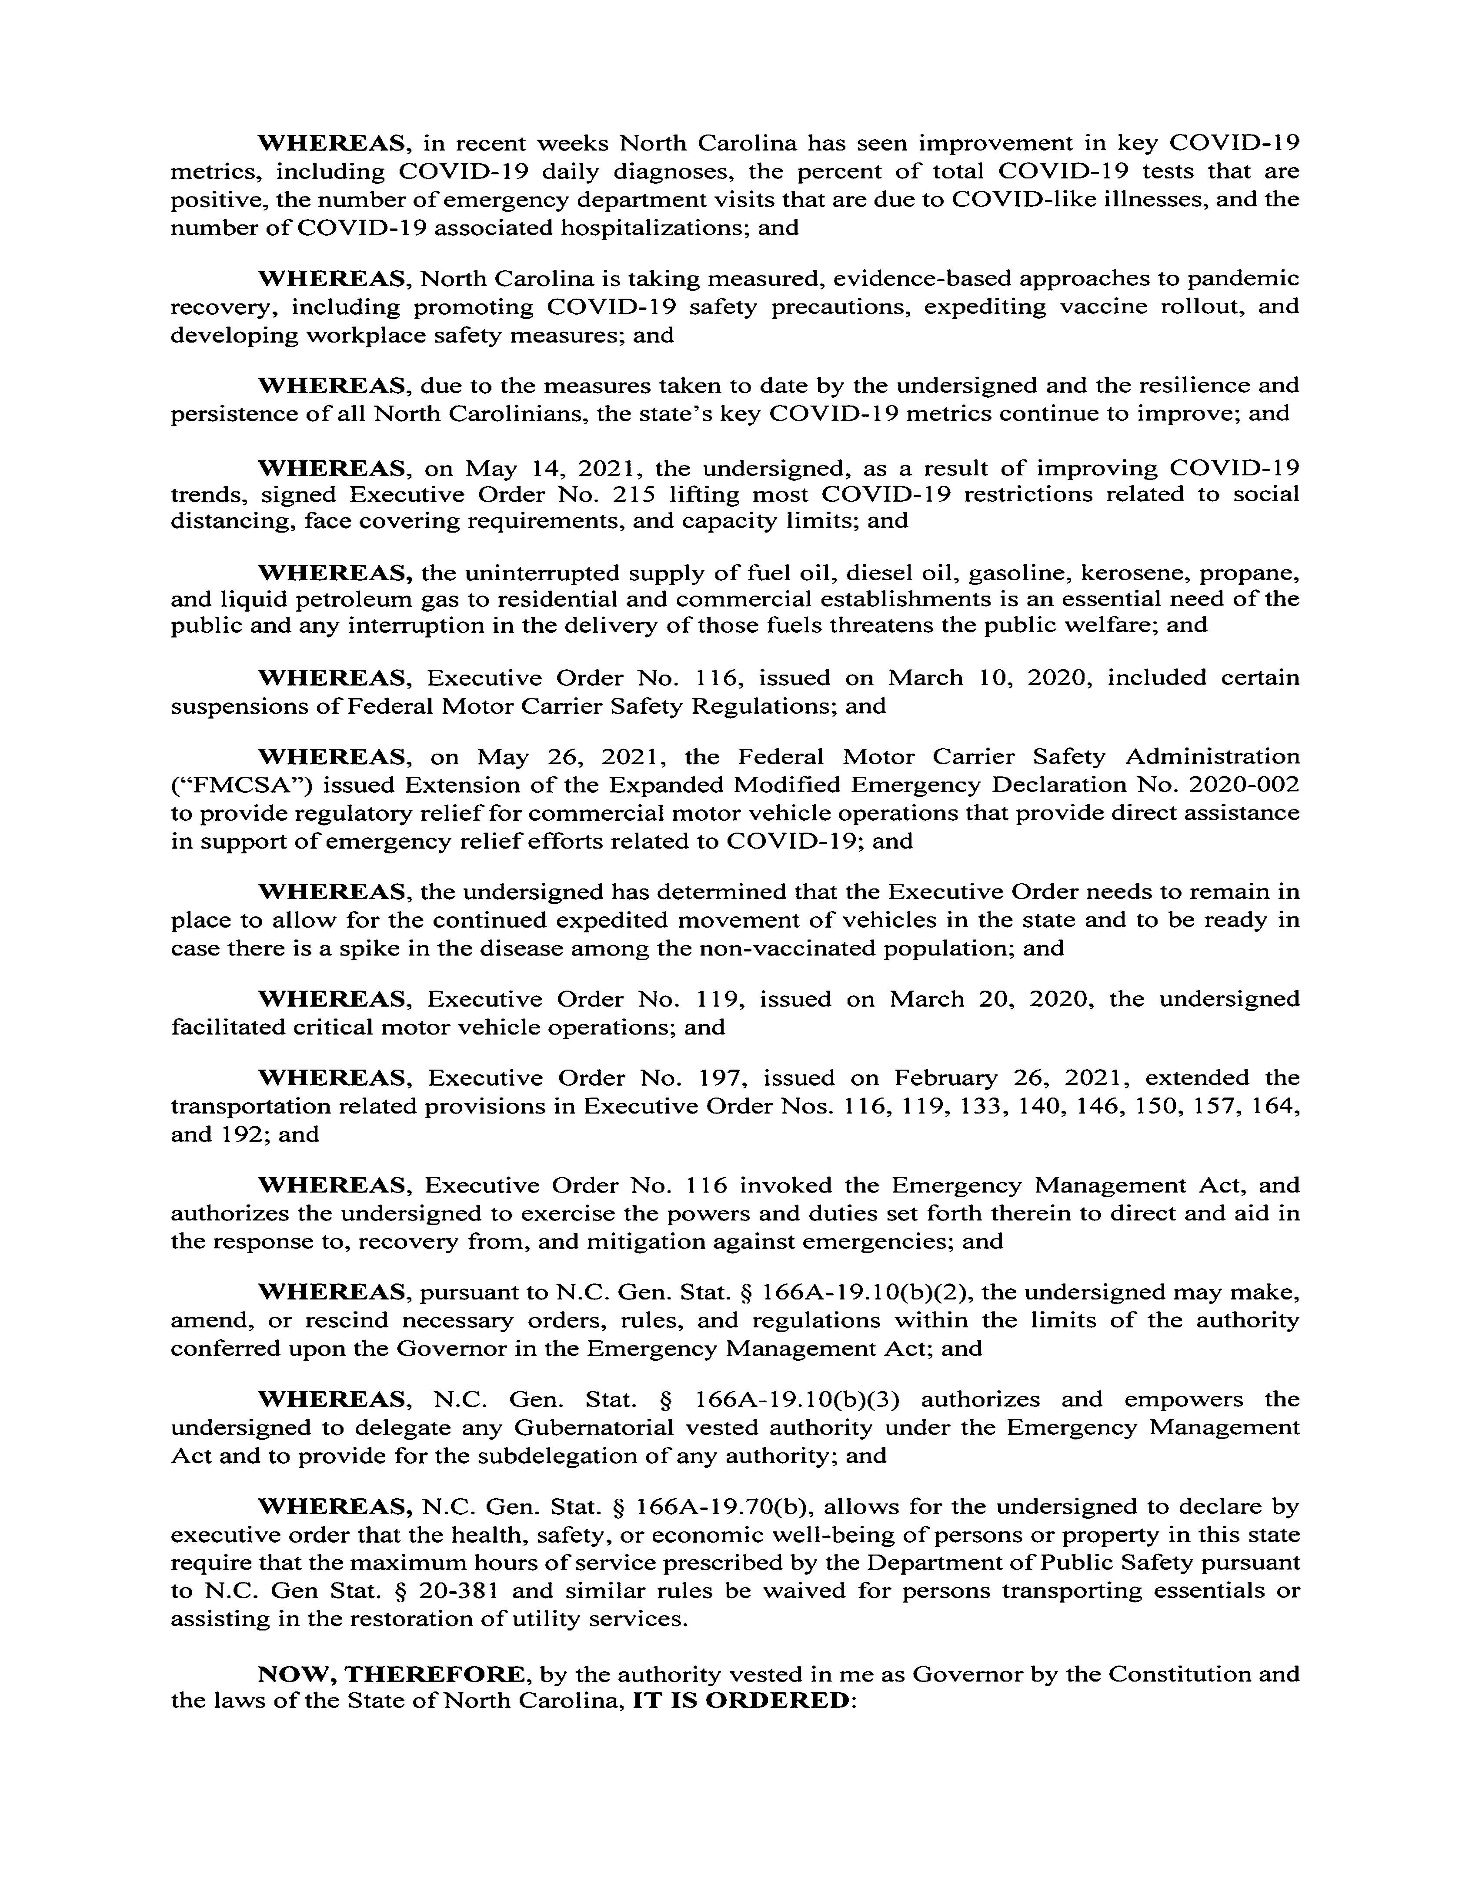 WHEREAS, in recent weeks North Carolina has seen improvement in key COVID-19
metrics, including COVID-19 daily diagnoses, the percent of total COVID-19 tests that are
positive, the number of emergency department visits that are due to COVID-like illnesses, and the
number of COVID-19 associated hospitalizations; and
WHEREAS, North Carolina is taking measured, evidence-based approaches to pandemic
recovery, including promoting COVID-19 safety precautions, expediting vaccine rollout, and
developing workplace safety measures; and
WHEREAS, due to the measures taken to date by the undersigned and the resilience and
persistence of all North Carolinians, the state's key COVID-19 metrics continue to improve; and
WHEREAS, on May 14, 2021, the undersigned, as a result of improving COVID-19
trends, signed Executive Order No. 215 lifting most COVID-19 restrictions related to social
distancing, face covering requirements, and capacity limits; and
WHEREAS, the uninterrupted supply of fuel oil, diesel oil, gasoline, kerosene, propane,
and liquid petroleum gas to residential and commercial establishments is an essential need of the
public and any interruption in the delivery of those fuels threatens the public welfare; and
WHEREAS, Executive Order No. 116, issued on March 10, 2020, included certain
suspensions of Federal Motor Carrier Safety Regulations; and
WHEREAS, on May 26, 2021, the Federal Motor Carrier Safety Administration
("FMCSA") issued Extension of the Expanded Modified Emergency Declaration No. 2020-002
to provide regulatory relief for commercial motor vehicle operations that provide direct assistance
in support of emergency relief efforts related to COVID-19; and
WHEREAS, the undersigned has determined that the Executive Order needs to remain in
place to allow for the continued expedited movement of vehicles in the state and to be ready in
case there is a spike in the disease among the non-vaccinated population; and
WHEREAS, Executive Order No. 119, issued on March 20, 2020, the undersigned
facilitated critical motor vehicle operations; and
WHEREAS, Executive Order No. 197, issued on February 26, 2021, extended the
transportation related provisions in Executive Order Nos. 116, 119, 133, 140, 146, 150, 157, 164,
and 192; and
WHEREAS, Executive Order No. 116 invoked the Emergency Management Act, and
authorizes the undersigned to exercise the powers and duties set forth therein to direct and aid in
the response to, recovery from, and mitigation against emergencies; and
WHEREAS, pursuant to N.C. Gen. Stat. § 166A-19.10(b)(2), the undersigned may make,
amend, or rescind necessary orders, rules, and regulations within the limits of the authority
conferred upon the Governor in the Emergency Management Act; and
WHEREAS, N.C. Gen. Stat. § 166A-19.10(b)(3) authorizes and empowers the
undersigned to delegate any Gubernatorial vested authority under the Emergency Management
Act and to provide for the subdelegation of any authority; and
WHEREAS, N.C. Gen. Stat. § 166A-19.70(b), allows for the undersigned to declare by
executive order that the health, safety, or economic well-being of persons or property in this state
require that the maximum hours of service prescribed by the Department of Public Safety pursuant
to N.C. Gen Stat. § 20-381 and similar rules be waived for persons transporting essentials or
assisting in the restoration of utility services.
NOW, THEREFORE, by the authority vested in me as Governor by the Constitution and
the laws of the State of North Carolina, IT IS ORDERED: